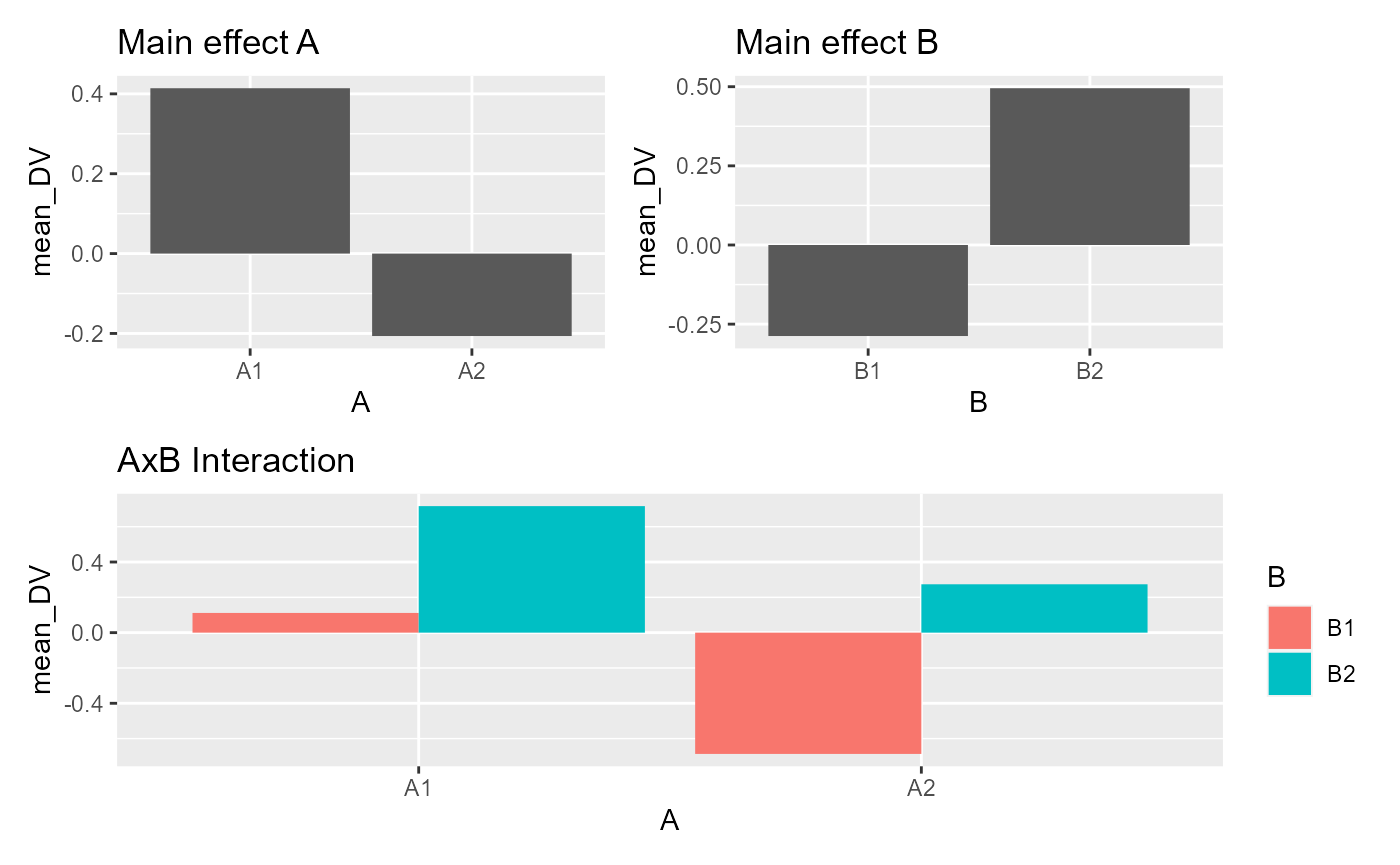 Main effect A
mean_DV
0.4
0.2
0.0
-0.2
A1 A2
A
Main effect B
mean_DV
0.50
0.25
0.00
-0.25
B1 B2
B
AxB Interaction
mean_DV
0.4
0.0
-0.4
A1 A2
A
B
B1
B2